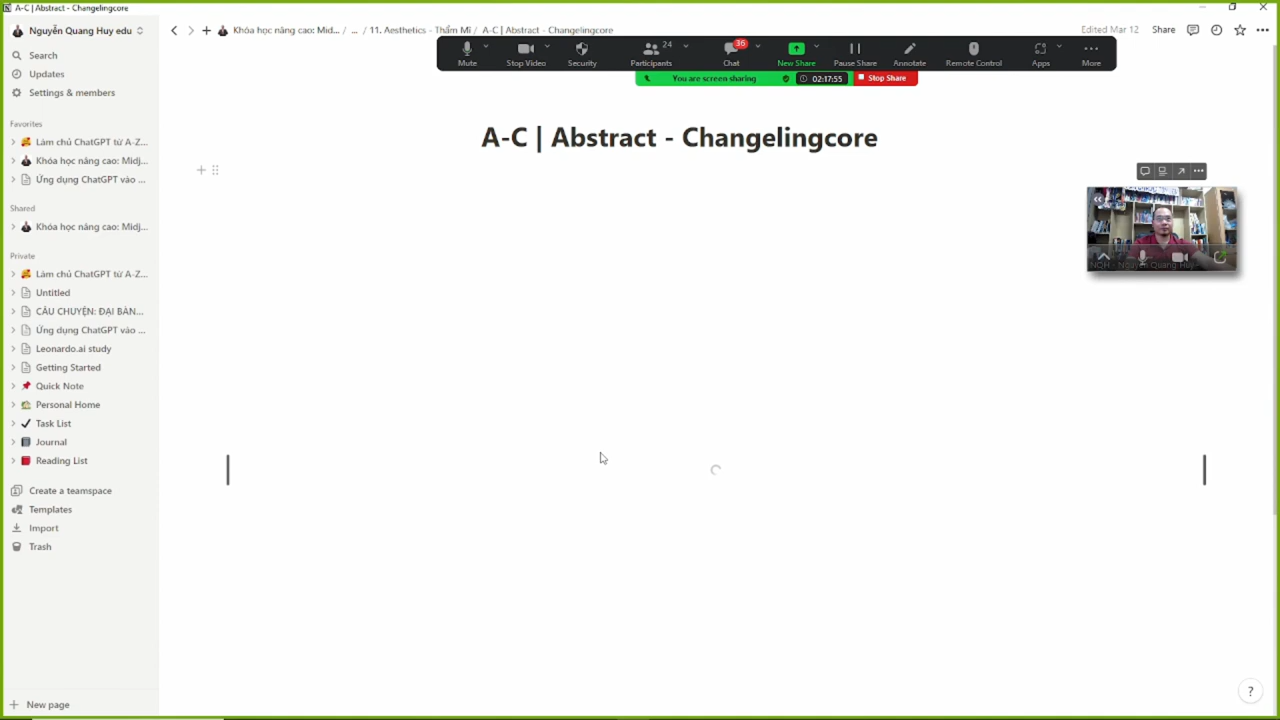 A-C | Abstract - Changelingcore
Nguyễn Quang Huy edu
Khóa học nâng cao: Mid... / ... / 11. Aesthetics - Thẩm Mĩ / A-C | Abstract - Changelingcore
Edited Mar 12
Share
Search
Updates
Settings & members
Favorites
Làm chủ ChatGPT từ A-Z...
Khóa học nâng cao: Midj...
Ứng dụng ChatGPT vào ...
Shared
Khóa học nâng cao: Midj...
Private
Làm chủ ChatGPT từ A-Z...
Untitled
CÂU CHUYỆN: ĐẠI BÀN...
Ứng dụng ChatGPT vào ...
Leonardo.ai study
Getting Started
Quick Note
Personal Home
Task List
Journal
Reading List
Create a teamspace
Templates
Import
Trash
New page
Mute
Stop Video
Security
24
Participants
36
Chat
New Share
Pause Share
Annotate
Remote Control
Apps
More
You are screen sharing
02:17:55
Stop Share
A-C | Abstract - Changelingcore
NQH - Nguyễn Quang Huy
?